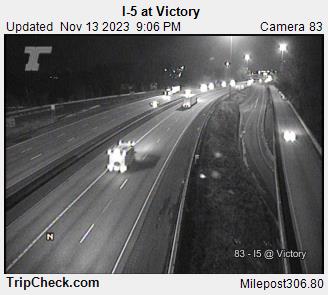 I-5 at Victory
Updated Nov 13 2023 9:06 PM Camera 83
T
N
83 - I5 @ Victory
TripCheck.com Milepost306.80